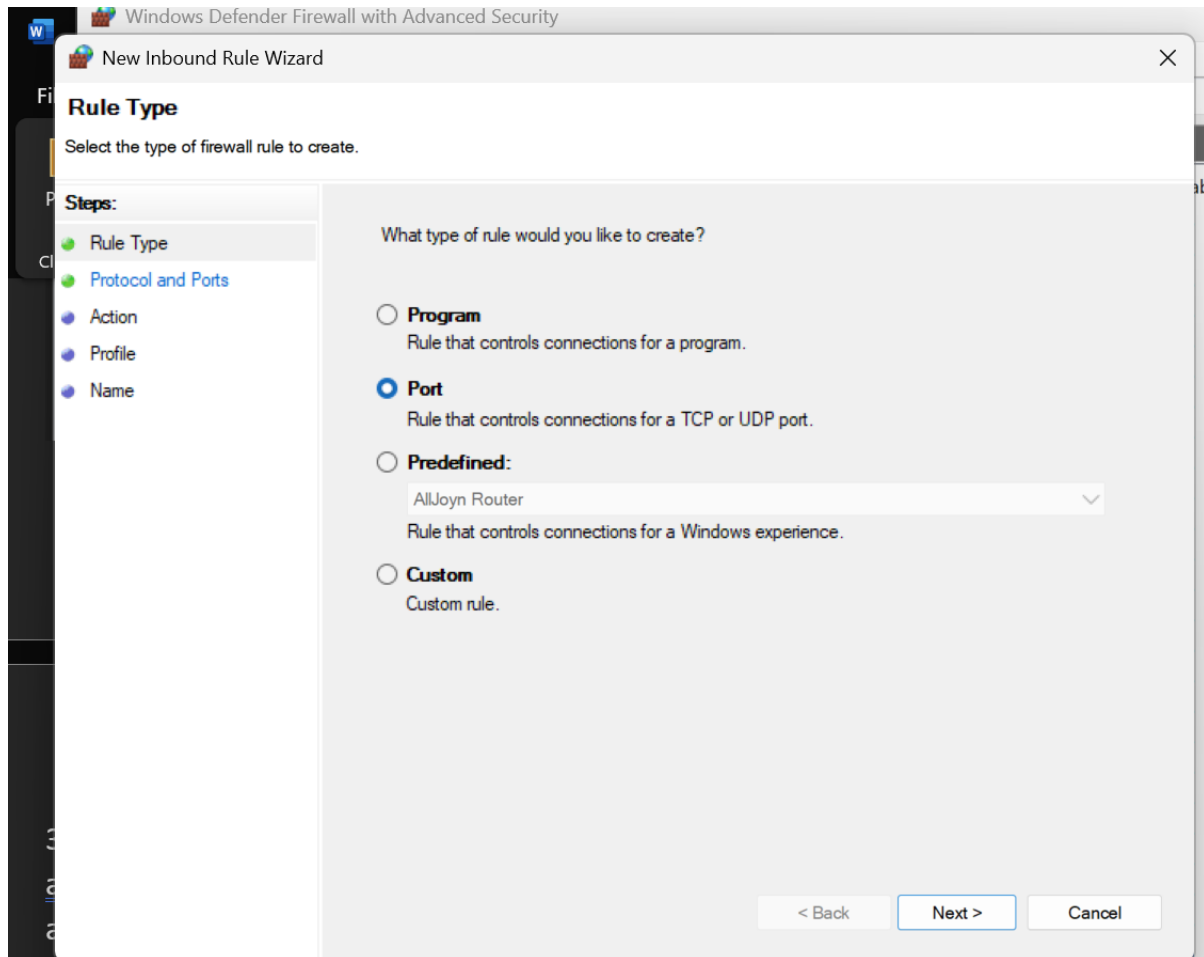 W
Windows Defender Firewall with Advanced Security
New Inbound Rule Wizard
Fi
Rule Type
Select the type of firewall rule to create.
P
Steps:
Rule Type
Cl
Protocol and Ports
Action
Profile
Name
What type of rule would you like to create?
Program
Rule that controls connections for a program.
Port
Rule that controls connections for a TCP or UDP port.
Predefined:
AllJoyn Router
Rule that controls connections for a Windows experience.
Custom
Custom rule.
< Back
Next >
Cancel